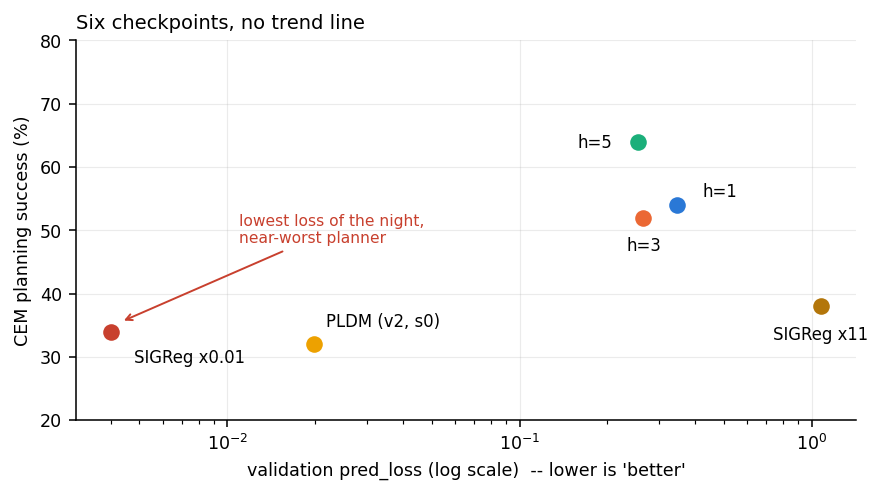 Six checkpoints, no trend line
80
70
60
50
40
30
20
CEM planning success (%)
h=5
h=1
h=3
lowest loss of the night,
near-worst planner
PLDM (v2, s0)
SIGReg x0.01
SIGReg x11
10⁻²
10⁻¹
10⁰
validation pred_loss (log scale)  -- lower is 'better'